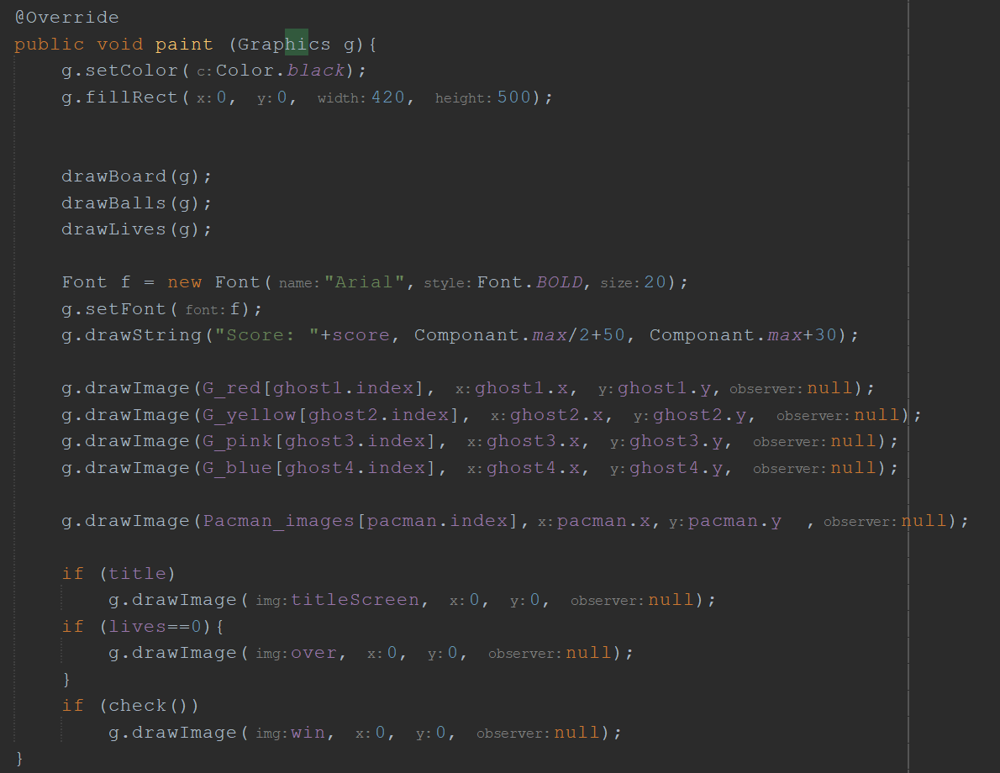 @Override
public void paint (Graphics g){
g.setColor( c: Color.black);
g.fillRect( x: 0, y: 0, width: 420, height: 500);
drawBoard(g);
drawBalls(g);
drawLives(g);
Font f = new Font( name: "Arial", style: Font.BOLD, size: 20);
g.setFont( font: f);
g.drawString("Score: "+score, Componant.max/2+50, Componant.max+30);
g.drawImage(G_red[ghost1.index], x: ghost1.x, y: ghost1.y, observer: null);
g.drawImage(G_yellow[ghost2.index], x: ghost2.x, y: ghost2.y, observer: null);
g.drawImage(G_pink[ghost3.index], x: ghost3.x, y: ghost3.y, observer: null);
g.drawImage(G_blue[ghost4.index], x: ghost4.x, y: ghost4.y, observer: null);
g.drawImage(Pacman_images[pacman.index], x: pacman.x, y: pacman.y , observer: null);
if (title)
g.drawImage( img: titleScreen, x: 0, y: 0, observer: null);
if (lives==0){
g.drawImage( img: over, x: 0, y: 0, observer: null);
}
if (check())
g.drawImage( img: win, x: 0, y: 0, observer: null);
}